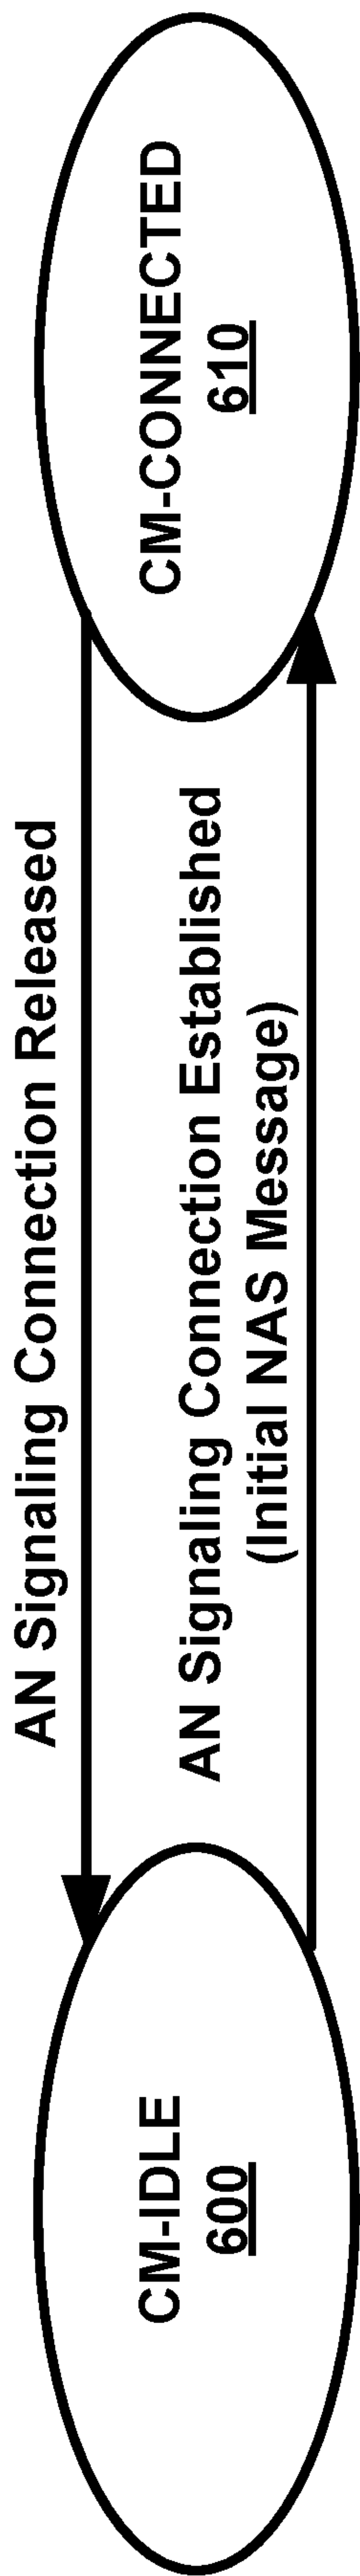 AN Signaling Connection Released
CM-IDLE
600
AN Signaling Connection Established
(Initial NAS Message)
CM-CONNECTED
610